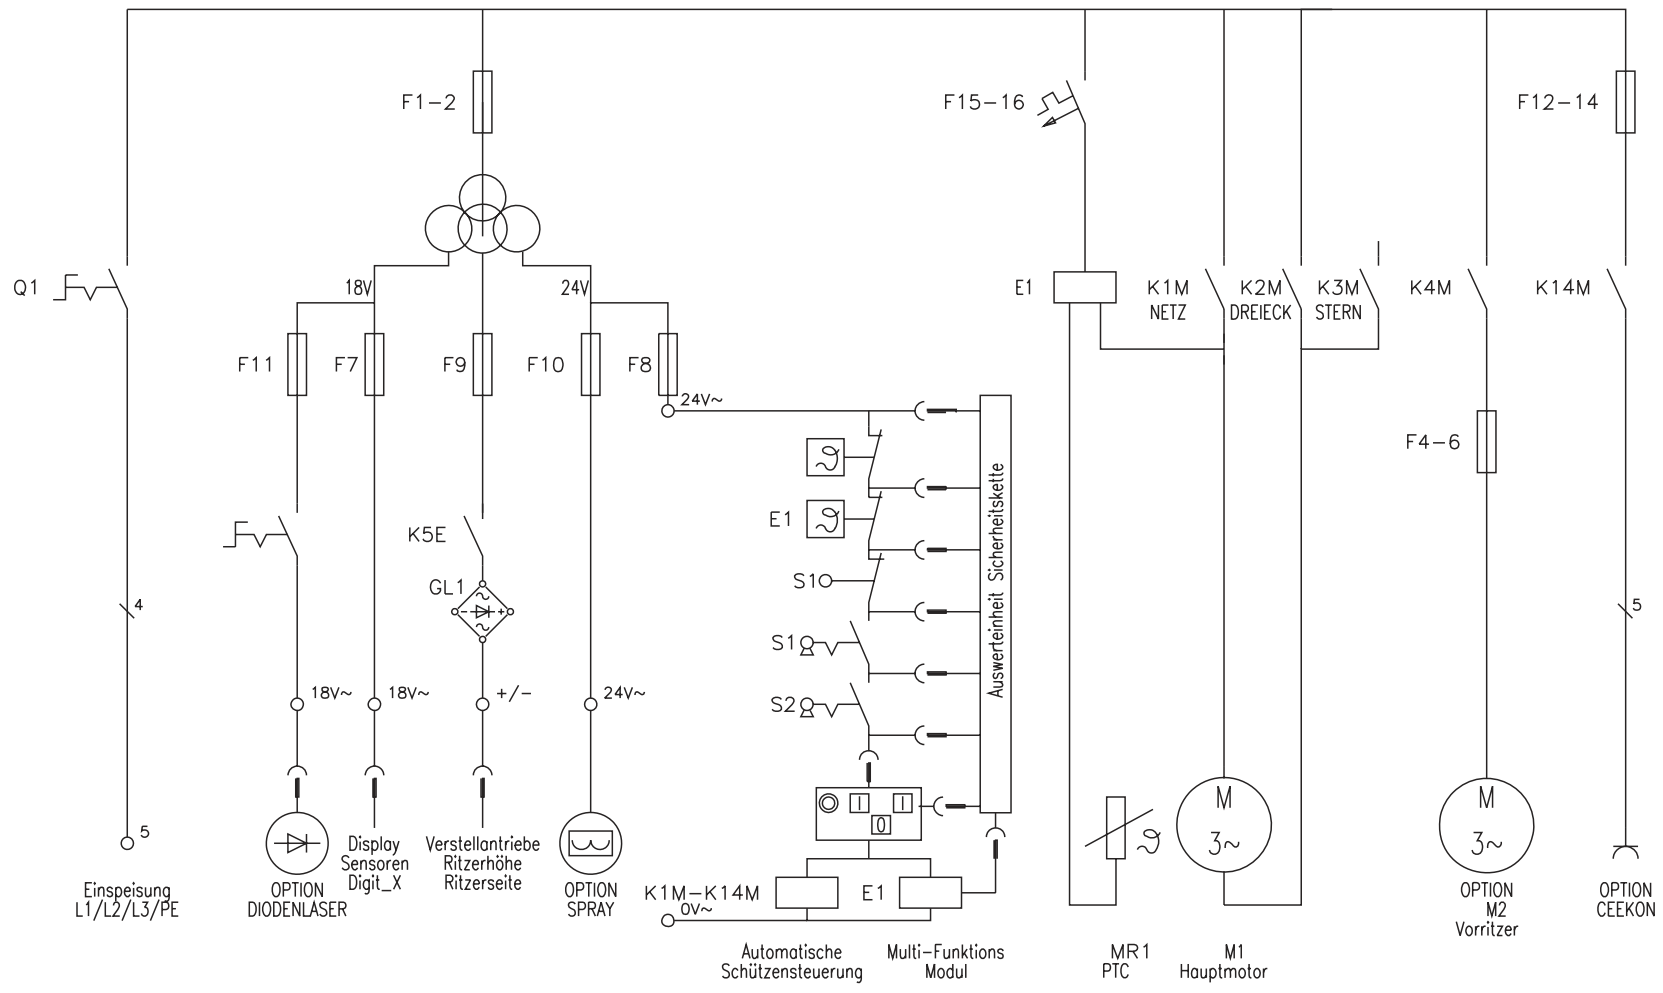 F1-2
F15-16
F12-14
Q1
18V
24V
E1
K1M
NETZ
K2M
DREIECK
K3M
STERN
K4M
K14M
F11
F7
F9
F10
F8
24V~
F4-6
E1
K5E
S1
GL1
- +
4
5
S1
S2
18V~
18V~
+/-
24V~
Auswerteinheit Sicherheitskette
5
I
I
0
M
3~
M
3~
Einspeisung
L1/L2/L3/PE
OPTION
DIODENLASER
Display
Sensoren
Digit_X
Verstellantriebe
Ritzerhöhe
Ritzerseite
OPTION
SPRAY
K1M-K14M
0V~
E1
Automatische
Schützensteuerung
Multi-Funktions
Modul
MR1
PTC
M1
Hauptmotor
OPTION
M2
Vorritzer
OPTION
CEEKON